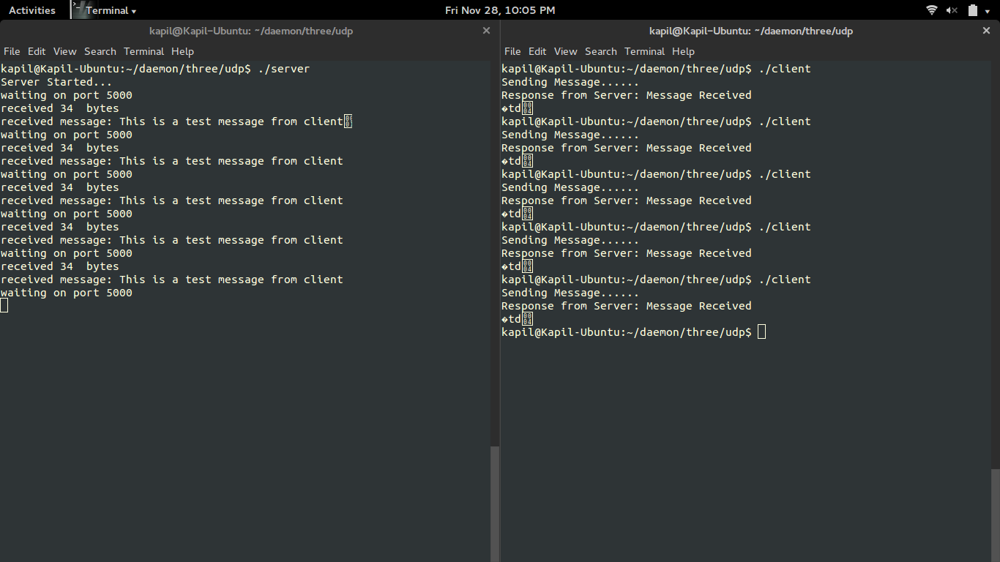 Activities Terminal Fri Nov 28, 10:05 PM
kapil@Kapil-Ubuntu: ~/daemon/three/udp
File Edit View Search Terminal Help
kapil@Kapil-Ubuntu:~/daemon/three/udp$ ./server
Server Started...
waiting on port 5000
received 34  bytes
received message: This is a test message from client
waiting on port 5000
received 34  bytes
received message: This is a test message from client
waiting on port 5000
received 34  bytes
received message: This is a test message from client
waiting on port 5000
received 34  bytes
received message: This is a test message from client
waiting on port 5000
received 34  bytes
received message: This is a test message from client
waiting on port 5000
kapil@Kapil-Ubuntu: ~/daemon/three/udp
File Edit View Search Terminal Help
kapil@Kapil-Ubuntu:~/daemon/three/udp$ ./client
Sending Message......
Response from Server: Message Received
�td
kapil@Kapil-Ubuntu:~/daemon/three/udp$ ./client
Sending Message......
Response from Server: Message Received
�td
kapil@Kapil-Ubuntu:~/daemon/three/udp$ ./client
Sending Message......
Response from Server: Message Received
�td
kapil@Kapil-Ubuntu:~/daemon/three/udp$ ./client
Sending Message......
Response from Server: Message Received
�td
kapil@Kapil-Ubuntu:~/daemon/three/udp$ ./client
Sending Message......
Response from Server: Message Received
�td
kapil@Kapil-Ubuntu:~/daemon/three/udp$